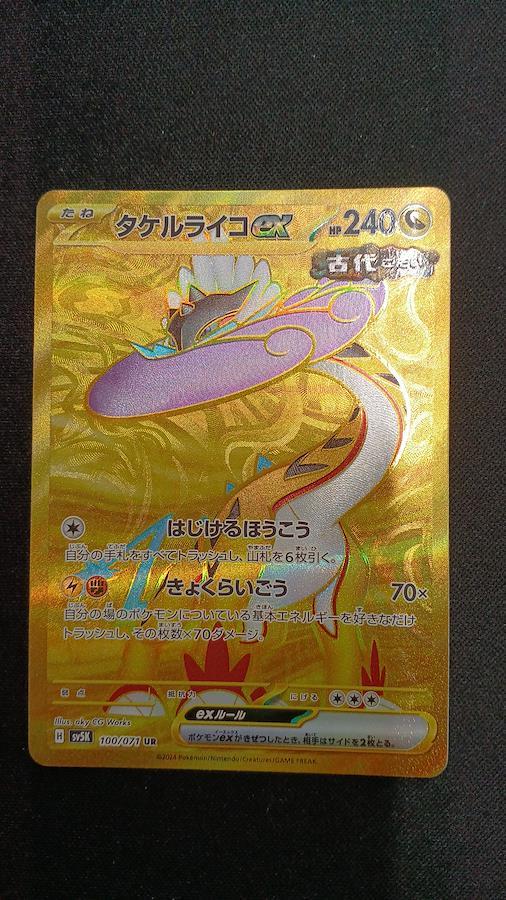 たね
タケルライコex
HP240
古代
はじけるほうこう
自分の手札をすべてトラッシュし、山札を6枚引く。
きょくらいごう 70×
自分の場のポケモンについている基本エネルギーを好きなだけ
トラッシュし、その枚数×70ダメージ。
弱点 抵抗力 にげる
Illus. aky CG Works
exルール
ポケモンexがきぜつしたとき、相手はサイドを2枚とる。
H sv5K 100/071 UR
©2024 Pokémon/Nintendo/Creatures/GAME FREAK.